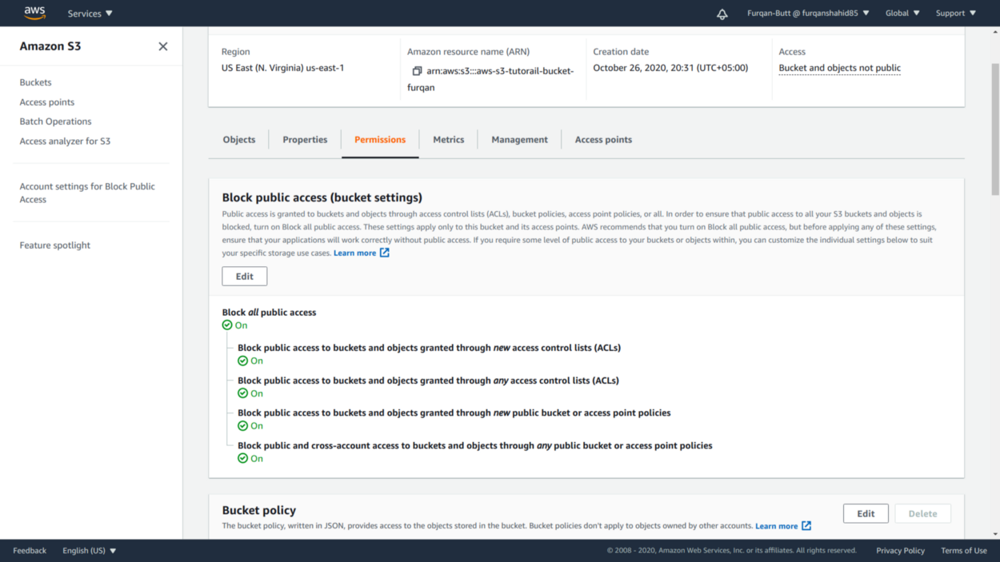 aws
Services
Furqan-Butt @ furqanshahid85
Global
Support
Amazon S3
Buckets
Access points
Batch Operations
Access analyzer for S3
Account settings for Block Public
Access
Feature spotlight
Region
US East (N. Virginia) us-east-1
Amazon resource name (ARN)
arn:aws:s3:::aws-s3-tutorail-bucket-
furqan
Creation date
October 26, 2020, 20:31 (UTC+05:00)
Access
Bucket and objects not public
Objects
Properties
Permissions
Metrics
Management
Access points
Block public access (bucket settings)
Public access is granted to buckets and objects through access control lists (ACLs), bucket policies, access point policies, or all. In order to ensure that public access to all your S3 buckets and objects is
blocked, turn on Block all public access. These settings apply only to this bucket and its access points. AWS recommends that you turn on Block all public access, but before applying any of these settings,
ensure that your applications will work correctly without public access. If you require some level of public access to your buckets or objects within, you can customize the individual settings below to suit
your specific storage use cases. Learn more
Edit
Block all public access
On
Block public access to buckets and objects granted through new access control lists (ACLs)
On
Block public access to buckets and objects granted through any access control lists (ACLs)
On
Block public access to buckets and objects granted through new public bucket or access point policies
On
Block public and cross-account access to buckets and objects through any public bucket or access point policies
On
Bucket policy
The bucket policy, written in JSON, provides access to the objects stored in the bucket. Bucket policies don't apply to objects owned by other accounts. Learn more
Edit
Delete
Feedback
English (US)
© 2008 - 2020, Amazon Web Services, Inc. or its affiliates. All rights reserved.
Privacy Policy
Terms of Use